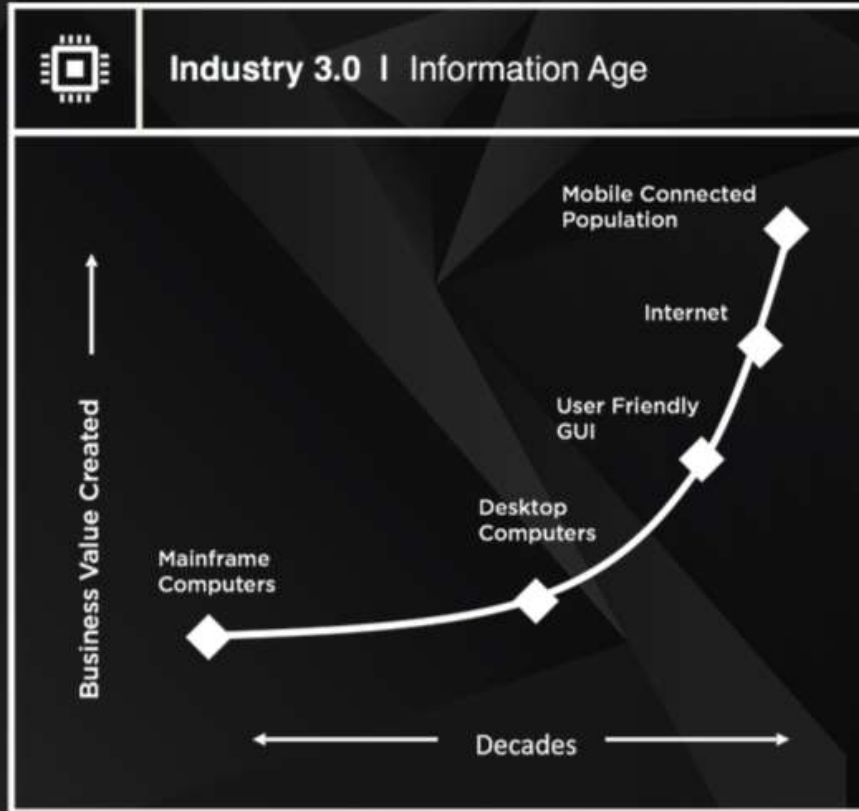 Industry 3.0 | Information Age
Mobile Connected
Population
Internet
User Friendly
GUI
Desktop
Computers
Mainframe
Computers
Business Value Created
Decades